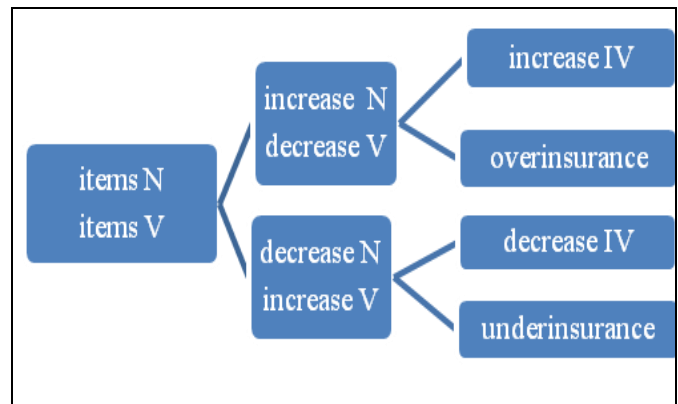 items N
items V
increase N
decrease V
increase IV
overinsurance
decrease N
increase V
decrease IV
underinsurance